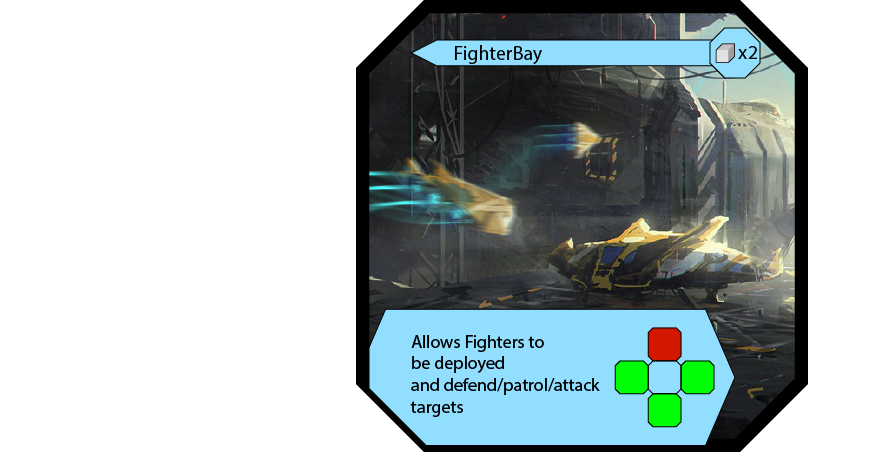 FighterBay
x2
Allows Fighters to
be deployed
and defend/patrol/attack
targets